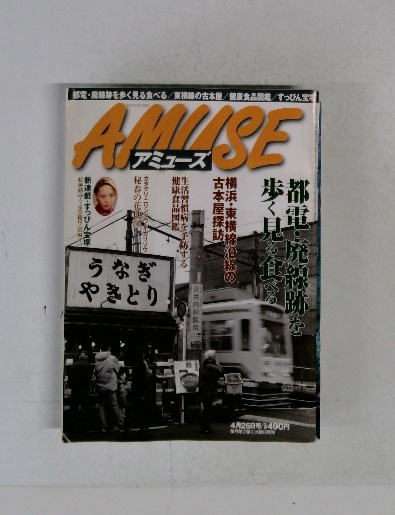 都電・廃線跡を歩く見る食べる/東横線の古本屋/健康食品図鑑/すっぴん宝塚
AMUSE
アミューズ
都電・廃線跡を
歩く見る食べる
横浜・東横線沿線の
古本屋探訪
生活習慣病を予防する
健康食品図鑑
新連載・すっぴん宝塚
うなぎ
やきとり
4月26日号/定価490円